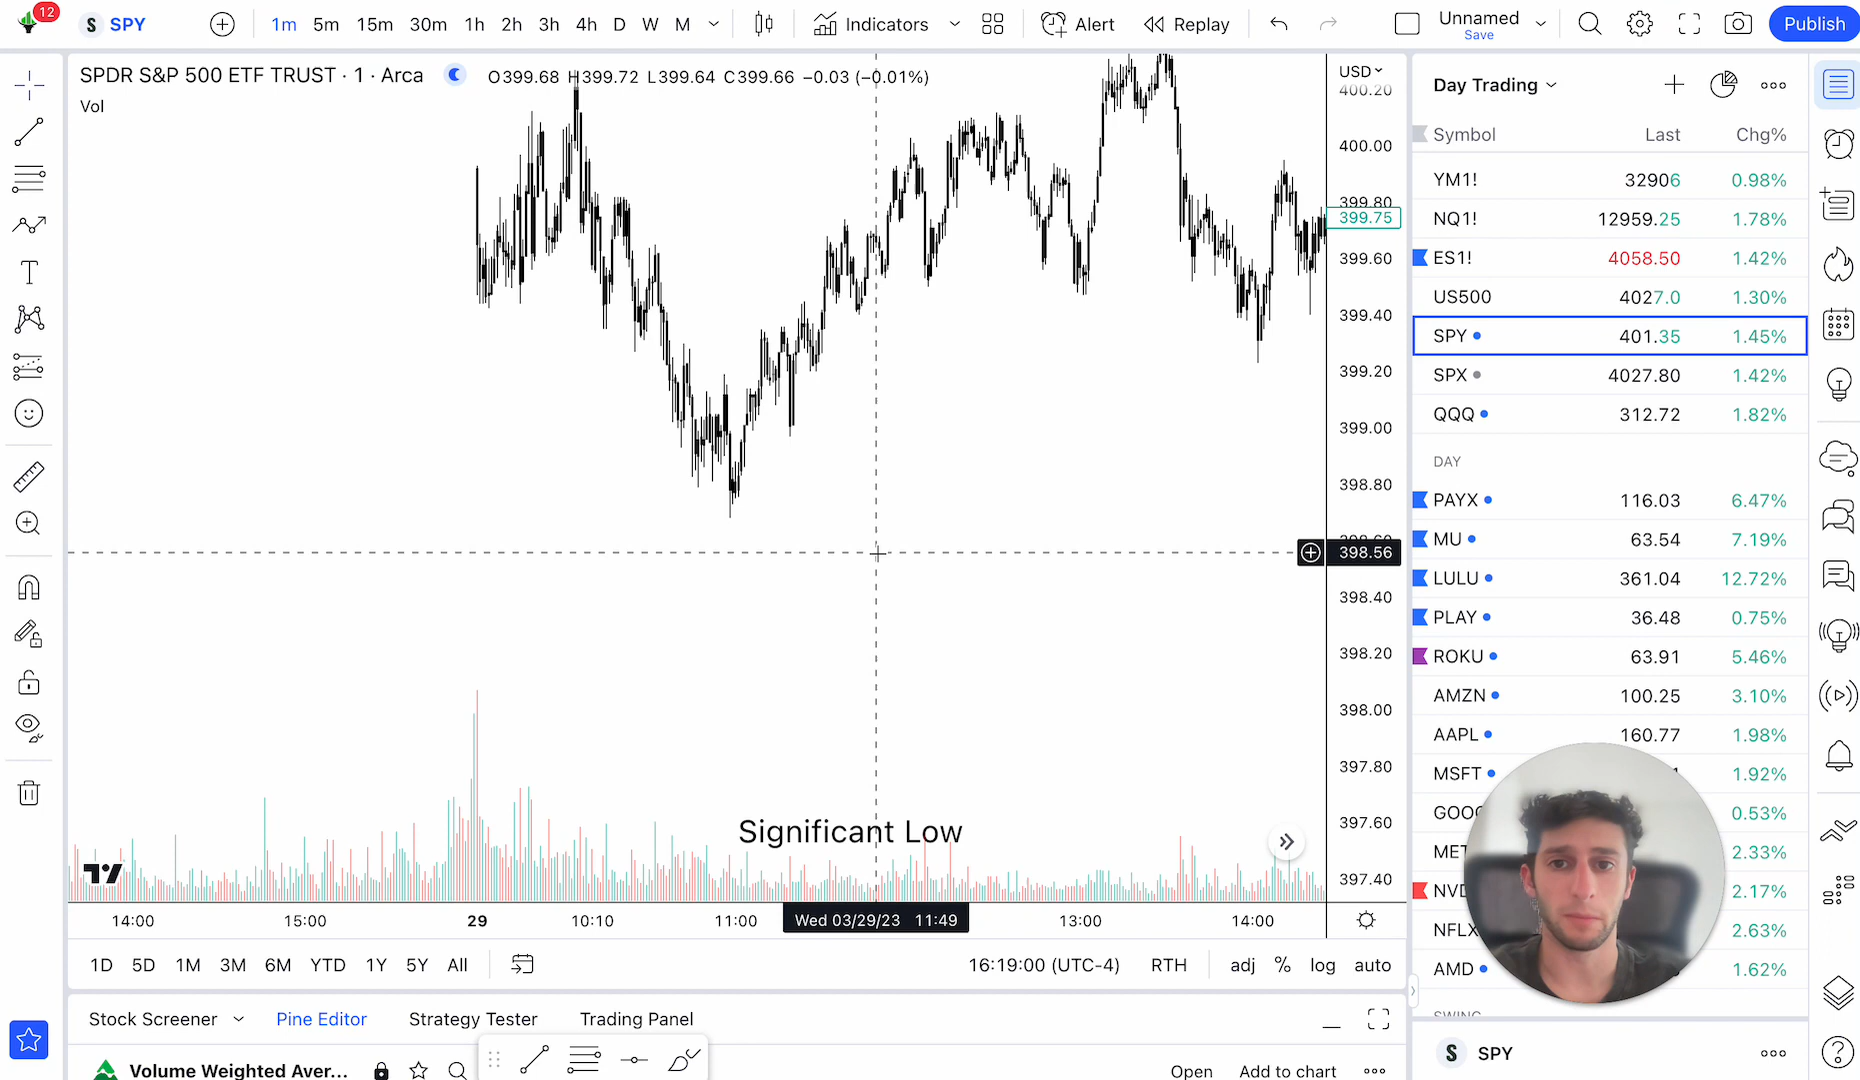 12
S SPY
1m 5m 15m 30m 1h 2h 3h 4h D W M
Indicators
Alert
Replay
Unnamed
Save
Publish
SPDR S&P 500 ETF TRUST · 1 · Arca
O399.68 H399.72 L399.64 C399.66 −0.03 (−0.01%)
Vol
USD
400.20
400.00
399.80
399.75
399.60
399.40
399.20
399.00
398.80
398.56
398.40
398.20
398.00
397.80
397.60
397.40
Significant Low
14:00 15:00 29 10:10 11:00 Wed 03/29/23 11:49 13:00 14:00
1D 5D 1M 3M 6M YTD 1Y 5Y All
16:19:00 (UTC-4) RTH adj % log auto
Stock Screener Pine Editor Strategy Tester Trading Panel
Volume Weighted Aver...
Open Add to chart
Day Trading
Symbol Last Chg%
YM1! 32906 0.98%
NQ1! 12959.25 1.78%
ES1! 4058.50 1.42%
US500 4027.0 1.30%
SPY 401.35 1.45%
SPX 4027.80 1.42%
QQQ 312.72 1.82%
DAY
PAYX 116.03 6.47%
MU 63.54 7.19%
LULU 361.04 12.72%
PLAY 36.48 0.75%
ROKU 63.91 5.46%
AMZN 100.25 3.10%
AAPL 160.77 1.98%
MSFT 1.92%
GOO 0.53%
MET 2.33%
NVD 2.17%
NFLX 2.63%
AMD 1.62%
S SPY